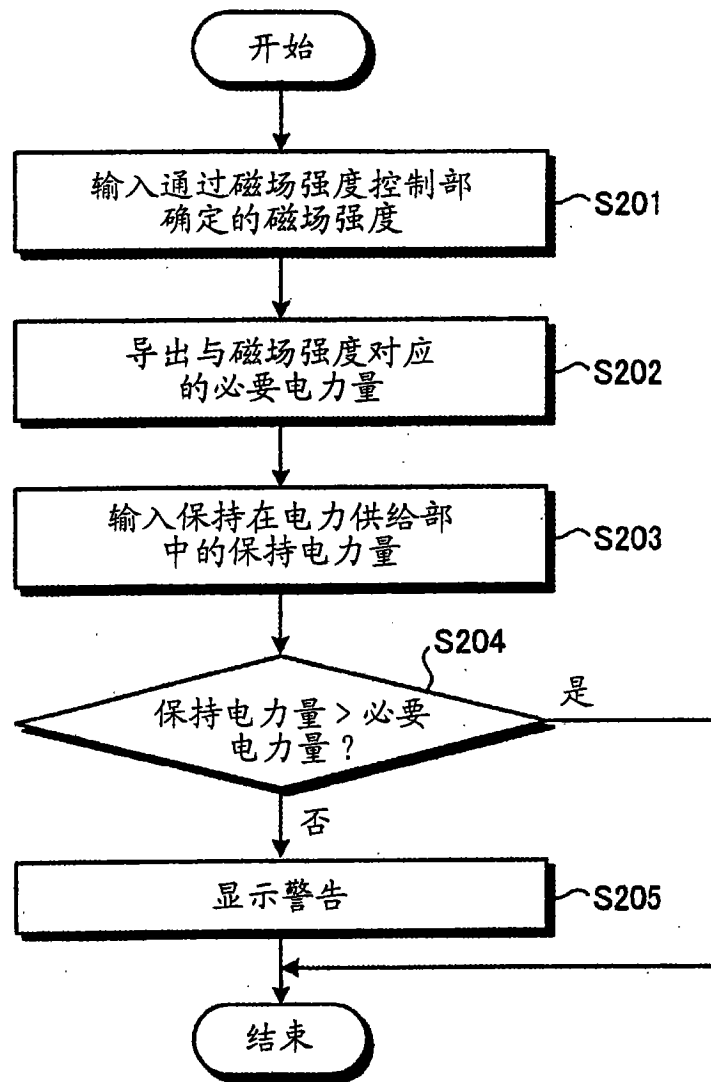 开始
输入通过磁场强度控制部
确定的磁场强度
S201
导出与磁场强度对应
的必要电力量
S202
输入保持在电力供给部
中的保持电力量
S203
S204
保持电力量>必要
电力量?
是
否
显示警告
S205
结束